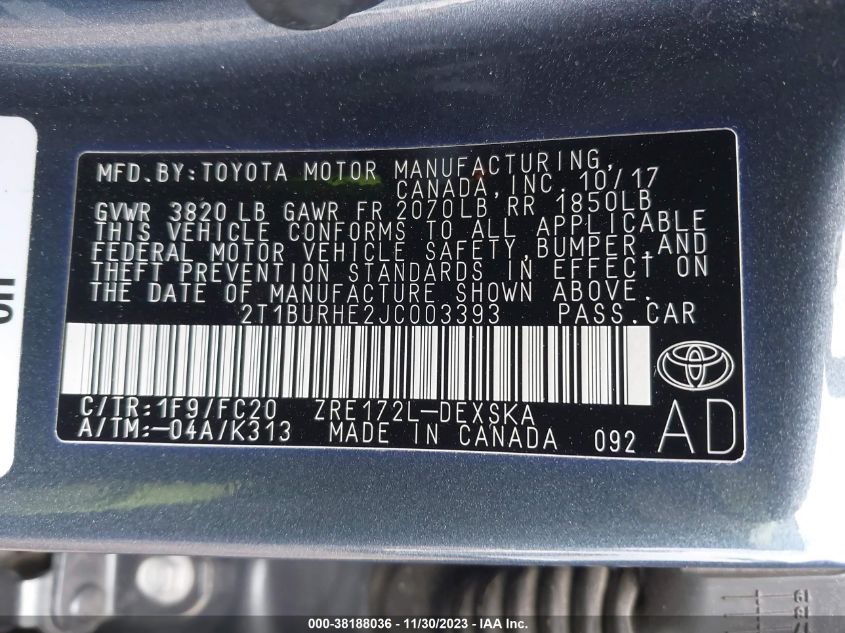 MFD.BY:TOYOTA MOTOR MANUFACTURING,
CANADA, INC. 10/17
GVWR 3820 LB GAWR FR 2070LB RR 1850LB
THIS VEHICLE CONFORMS TO ALL APPLICABLE
FEDERAL MOTOR VEHICLE SAFETY, BUMPER, AND
THEFT PREVENTION STANDARDS IN EFFECT ON
THE DATE OF MANUFACTURE SHOWN ABOVE.
2T1BURHE2JC003393 PASS.CAR
C/TR:1F9/FC20 ZRE172L-DEXSKA
A/TM:-04A/K313 MADE IN CANADA 092 AD
000-38188036 - 11/30/2023 - IAA Inc.